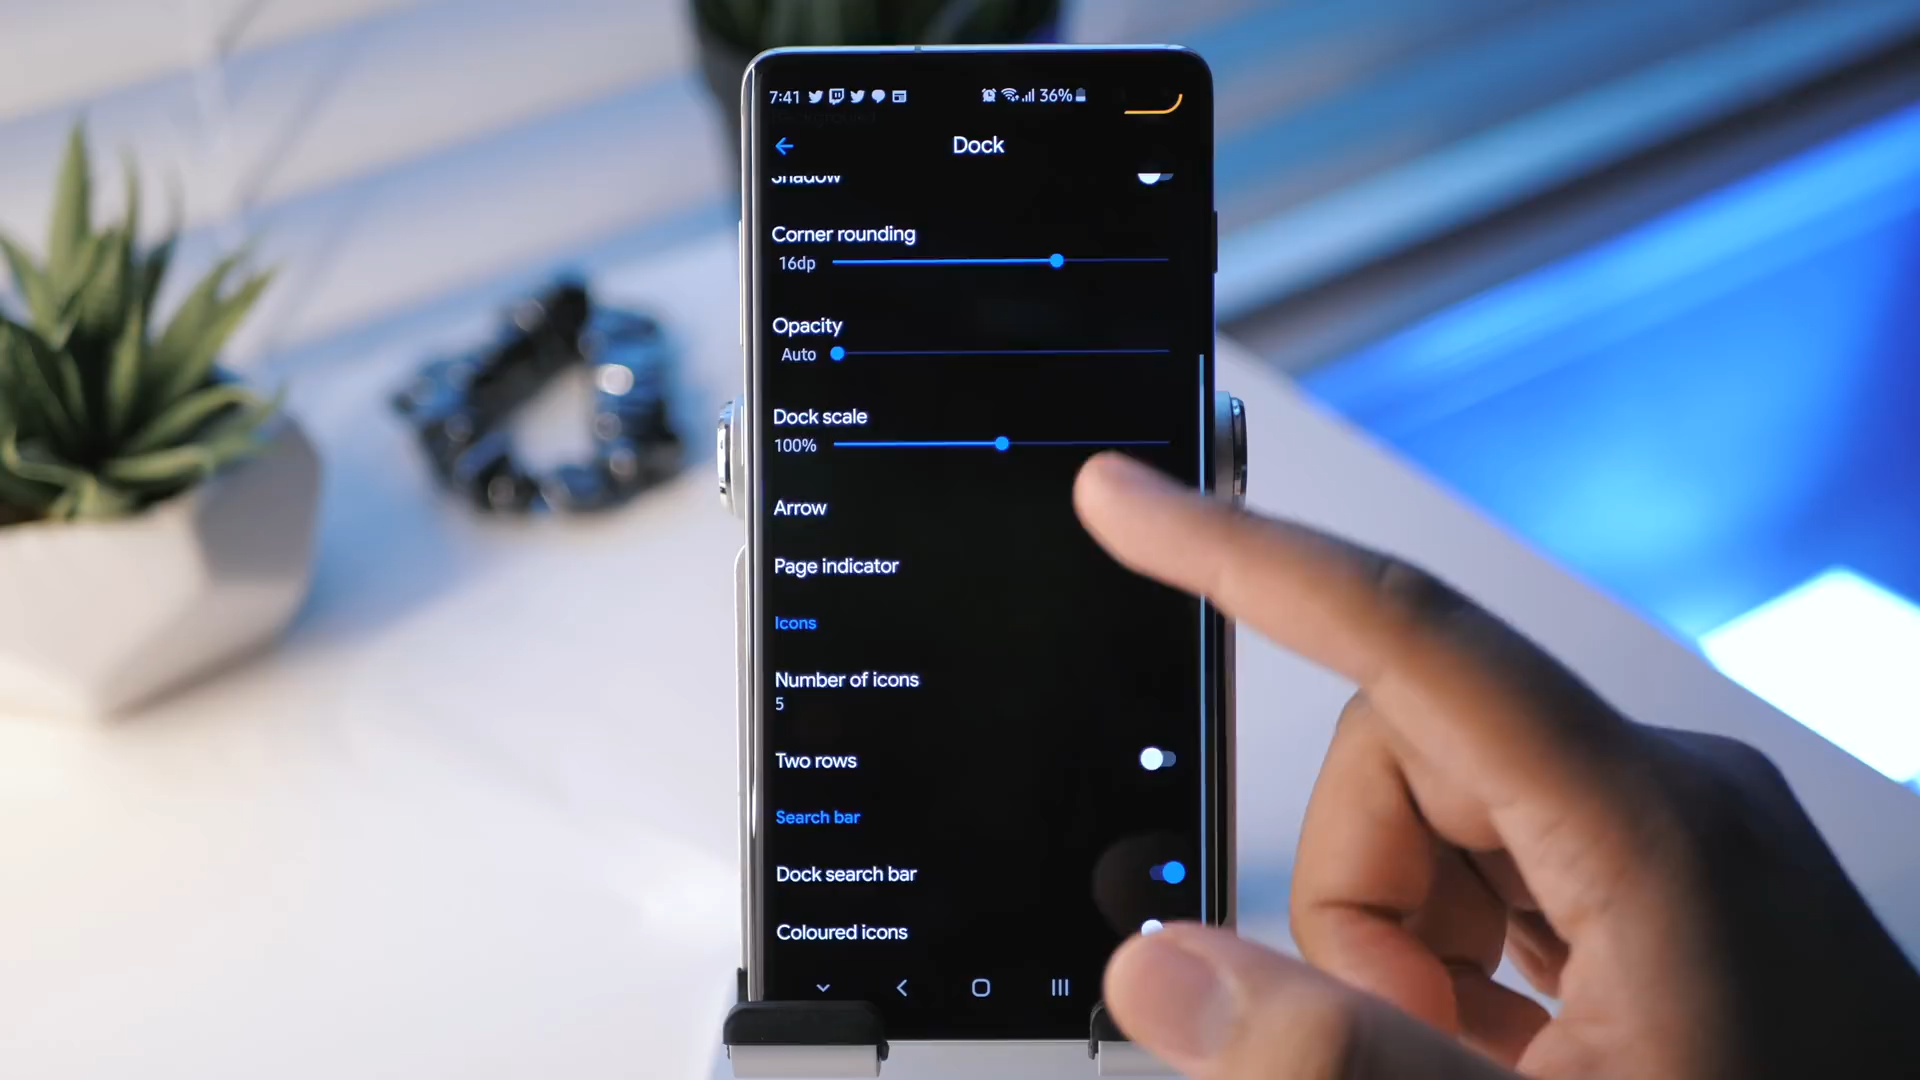 7:41 36%
Dock
Shadow
Corner rounding
16dp
Opacity
Auto
Dock scale
100%
Arrow
Page indicator
Icons
Number of icons
5
Two rows
Search bar
Dock search bar
Coloured icons